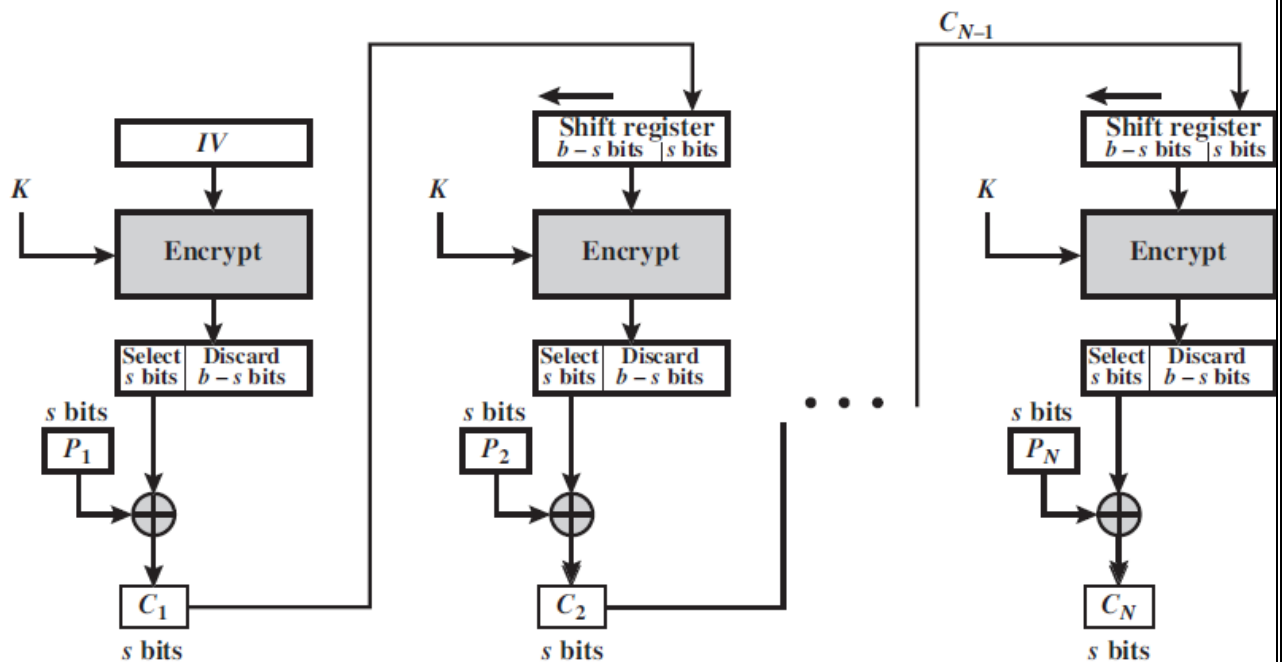 C_{N–1}
IV
K
Encrypt
Select
s bits
Discard
b – s bits
s bits
P_1
C_1
s bits
Shift register
b – s bits
s bits
K
Encrypt
Select
s bits
Discard
b – s bits
s bits
P_2
C_2
s bits
• • •
Shift register
b – s bits
s bits
K
Encrypt
Select
s bits
Discard
b – s bits
s bits
P_N
C_N
s bits